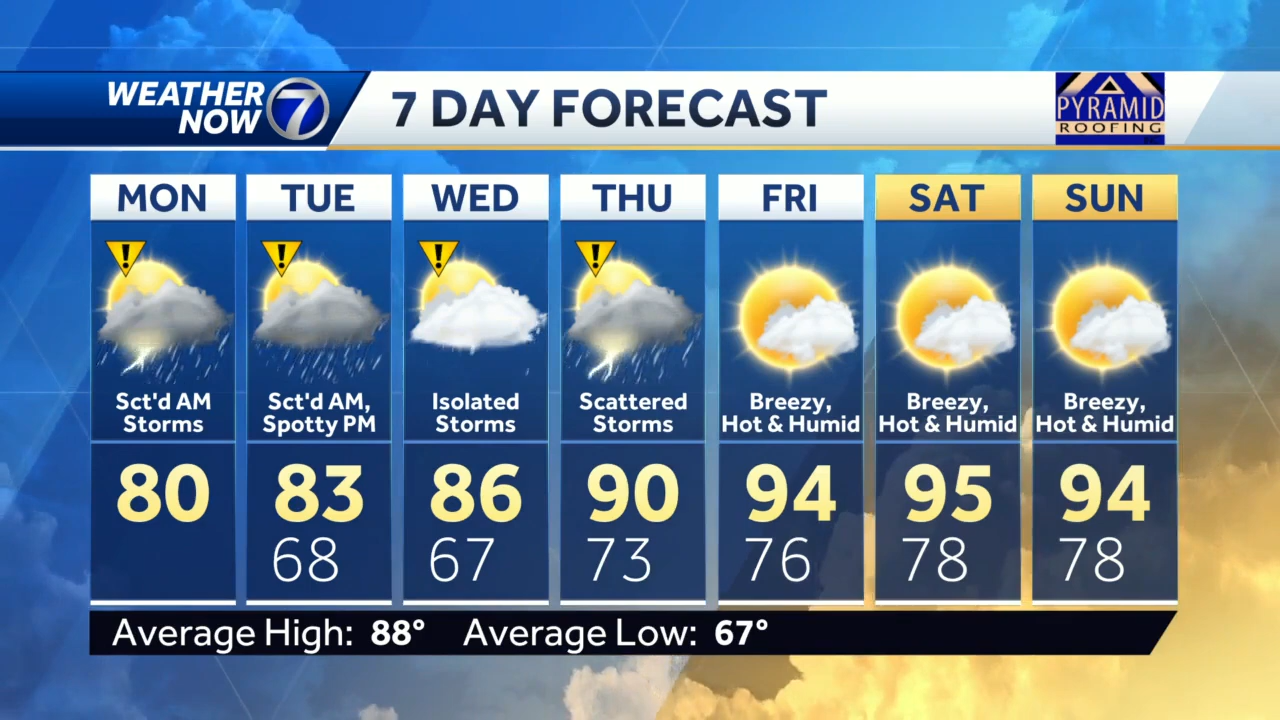 WEATHER
NOW
7
7 DAY FORECAST
PYRAMID
ROOFING
MON
TUE
WED
THU
FRI
SAT
SUN
!
!
!
!
Sct'd AM
Storms
Sct'd AM,
Spotty PM
Isolated
Storms
Scattered
Storms
Breezy,
Hot & Humid
Breezy,
Hot & Humid
Breezy,
Hot & Humid
80
83
86
90
94
95
94
68
67
73
76
78
78
Average High: 88° Average Low: 67°